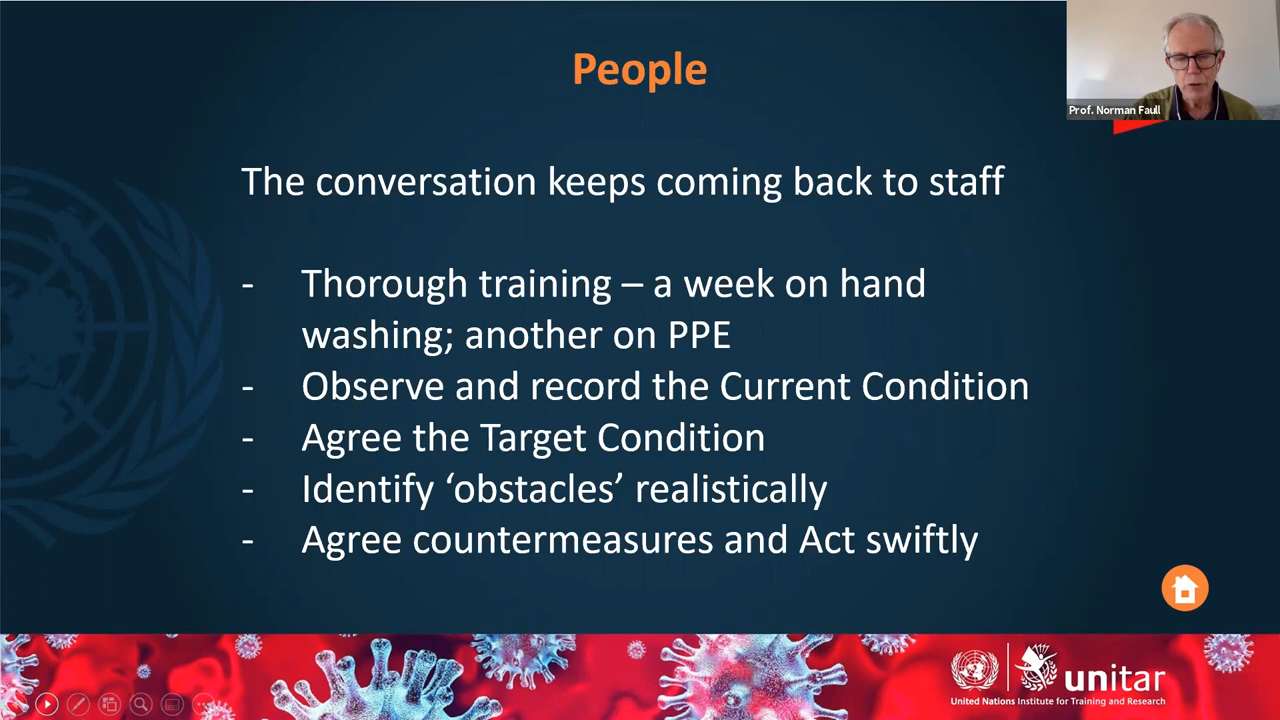 People
Prof. Norman Faull
The conversation keeps coming back to staff
- Thorough training – a week on hand
washing; another on PPE
- Observe and record the Current Condition
- Agree the Target Condition
- Identify ‘obstacles’ realistically
- Agree countermeasures and Act swiftly
unitar
United Nations Institute for Training and Research